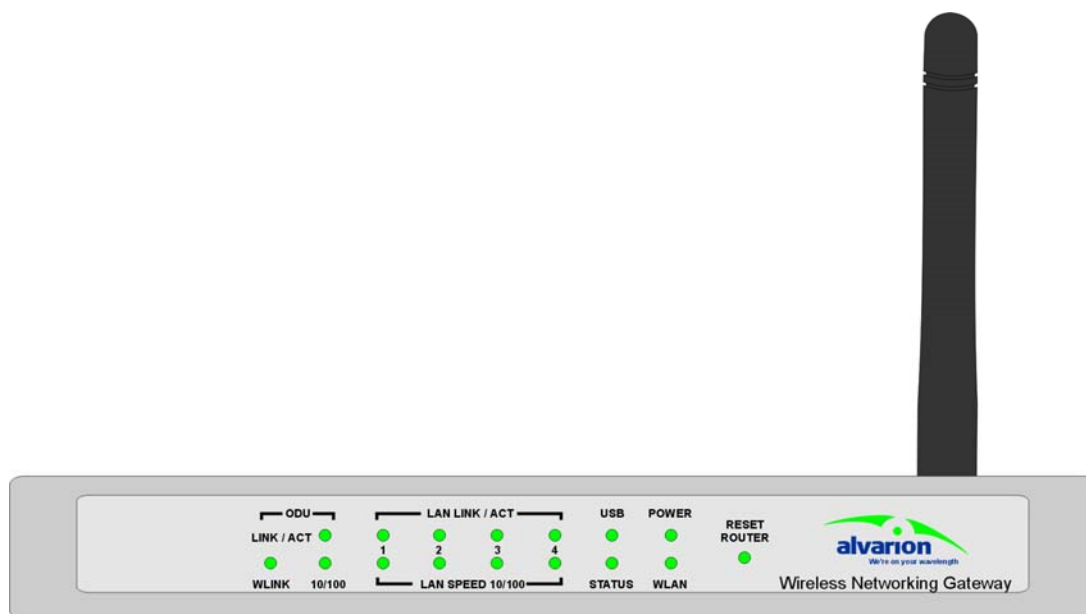 ODU
LINK / ACT
WLINK
10/100
LAN LINK / ACT
1
2
3
4
LAN SPEED 10/100
USB
STATUS
POWER
WLAN
RESET
ROUTER
alvarion
We're on your wavelength
Wireless Networking Gateway